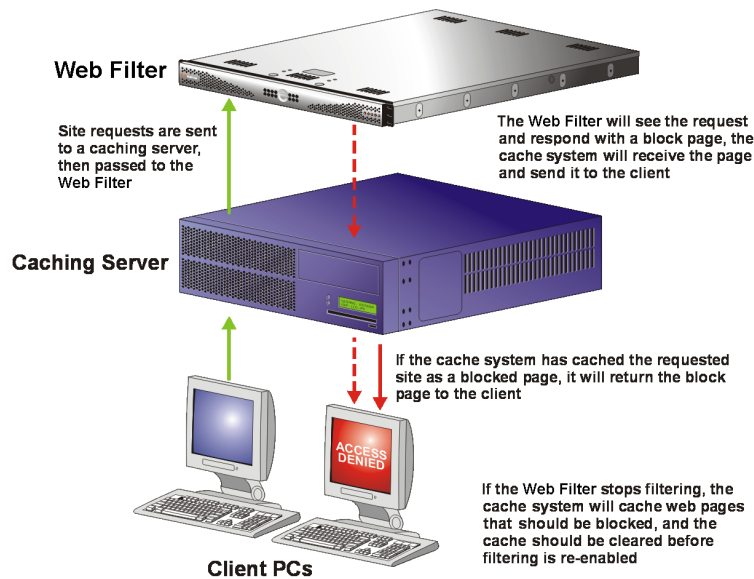 Web Filter
Site requests are sent
to a caching server,
then passed to the
Web Filter
The Web Filter will see the request
and respond with a block page, the
cache system will receive the page
and send it to the client
Caching Server
If the cache system has cached the requested
site as a blocked page, it will return the block
page to the client
ACCESS
DENIED
If the Web Filter stops filtering, the
cache system will cache web pages
that should be blocked, and the
cache should be cleared before
filtering is re-enabled
Client PCs